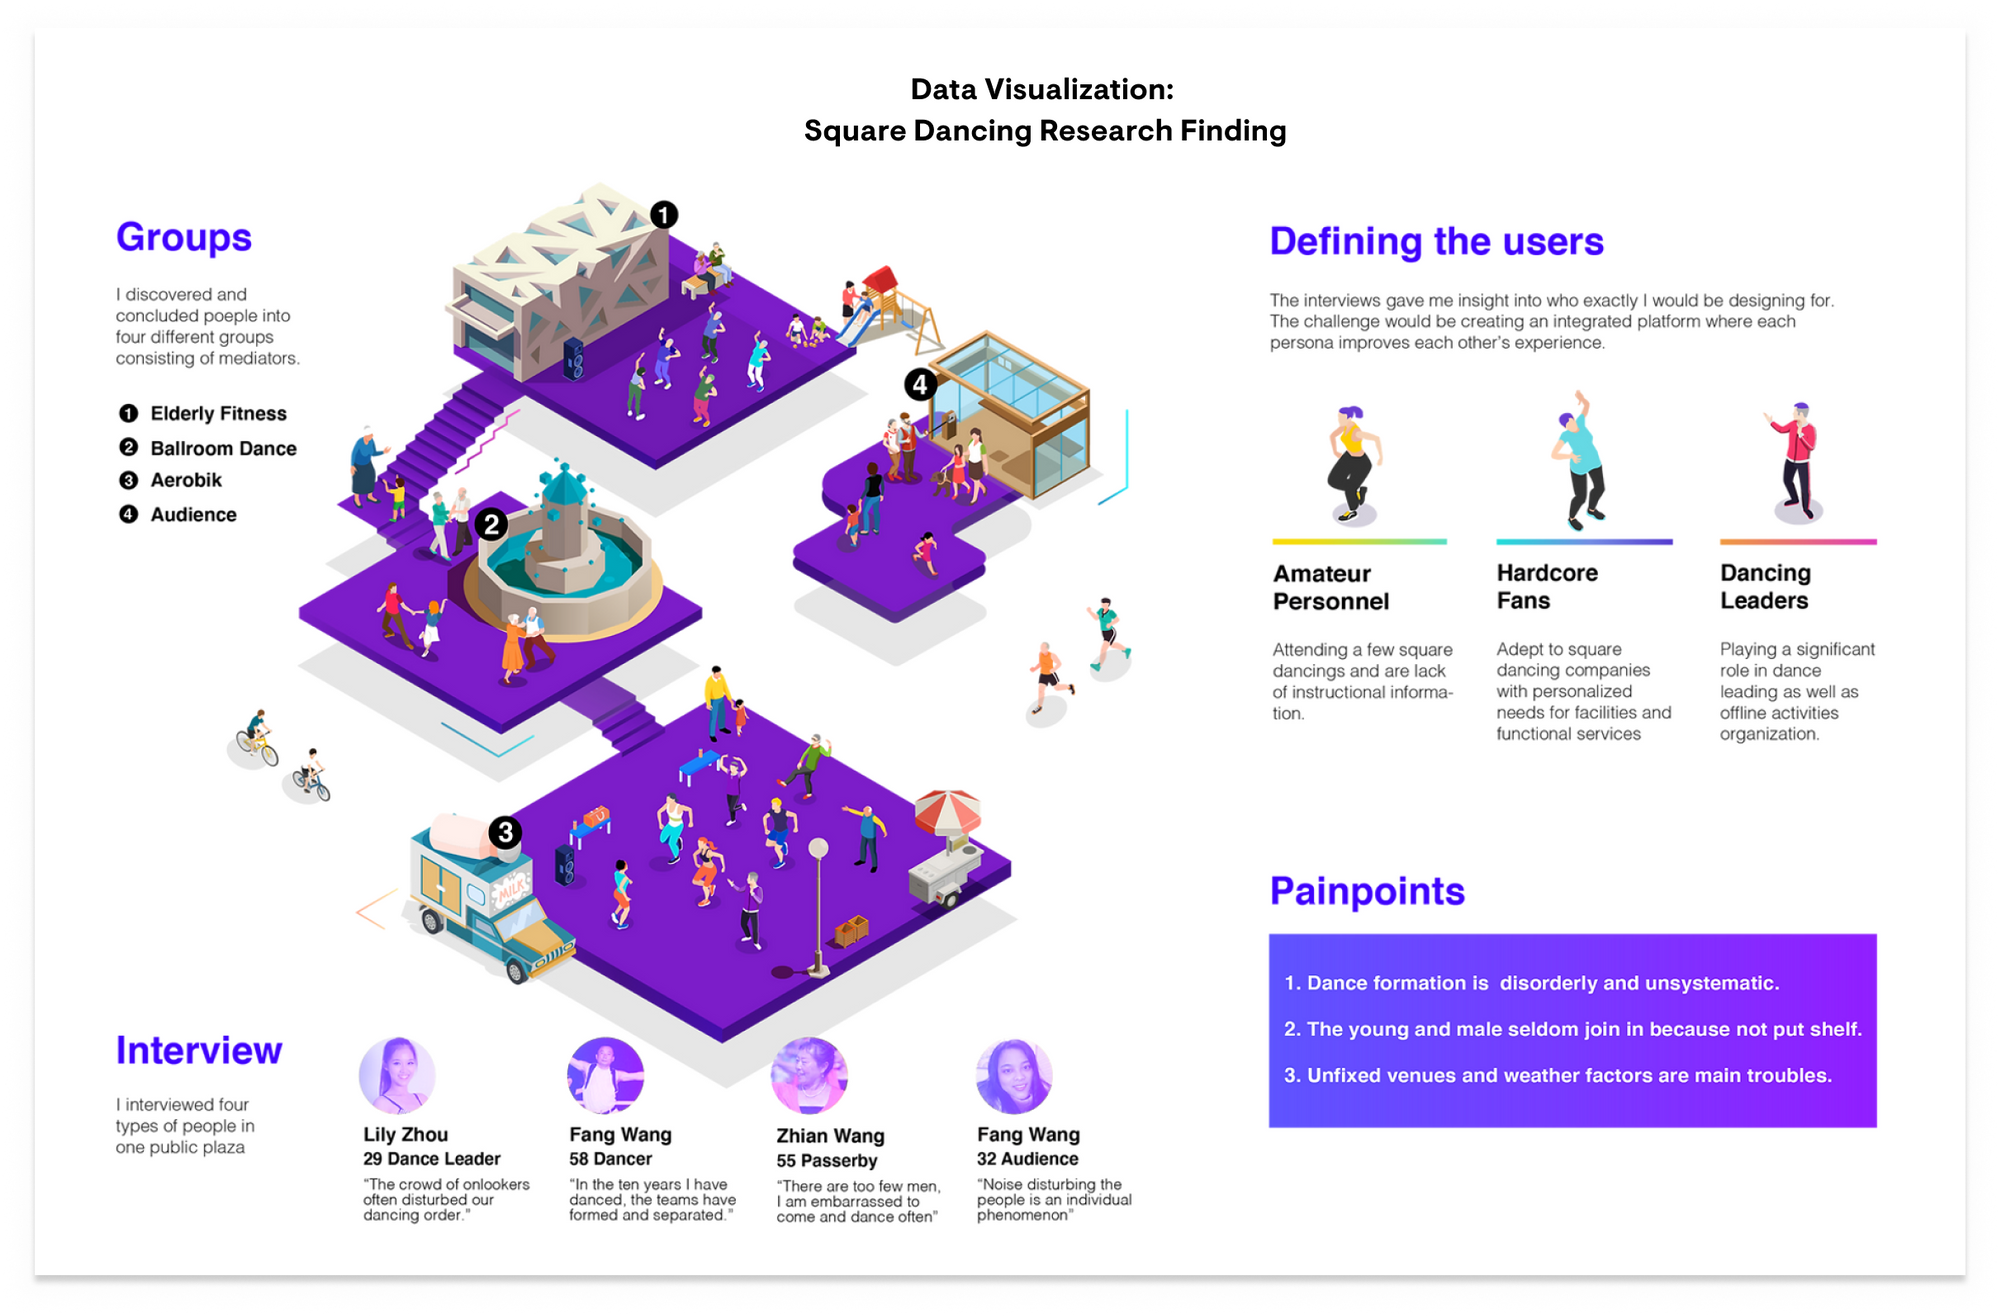 Data Visualization:
Square Dancing Research Finding
Groups
I discovered and
concluded poeple into
four different groups
consisting of mediators.
1 Elderly Fitness
2 Ballroom Dance
3 Aerobik
4 Audience
1
4
2
3
MILK
Defining the users
The interviews gave me insight into who exactly I would be designing for.
The challenge would be creating an integrated platform where each
persona improves each other's experience.
Amateur
Personnel
Attending a few square
dancings and are lack
of instructional informa-
tion.
Hardcore
Fans
Adept to square
dancing companies
with personalized
needs for facilities and
functional services
Dancing
Leaders
Playing a significant
role in dance
leading as well as
offline activities
organization.
Painpoints
1. Dance formation is  disorderly and unsystematic.
2. The young and male seldom join in because not put shelf.
3. Unfixed venues and weather factors are main troubles.
Interview
I interviewed four
types of people in
one public plaza
Lily Zhou
29 Dance Leader
"The crowd of onlookers
often disturbed our
dancing order."
Fang Wang
58 Dancer
"In the ten years I have
danced, the teams have
formed and separated."
Zhian Wang
55 Passerby
"There are too few men,
I am embarrassed to
come and dance often"
Fang Wang
32 Audience
"Noise disturbing the
people is an individual
phenomenon"